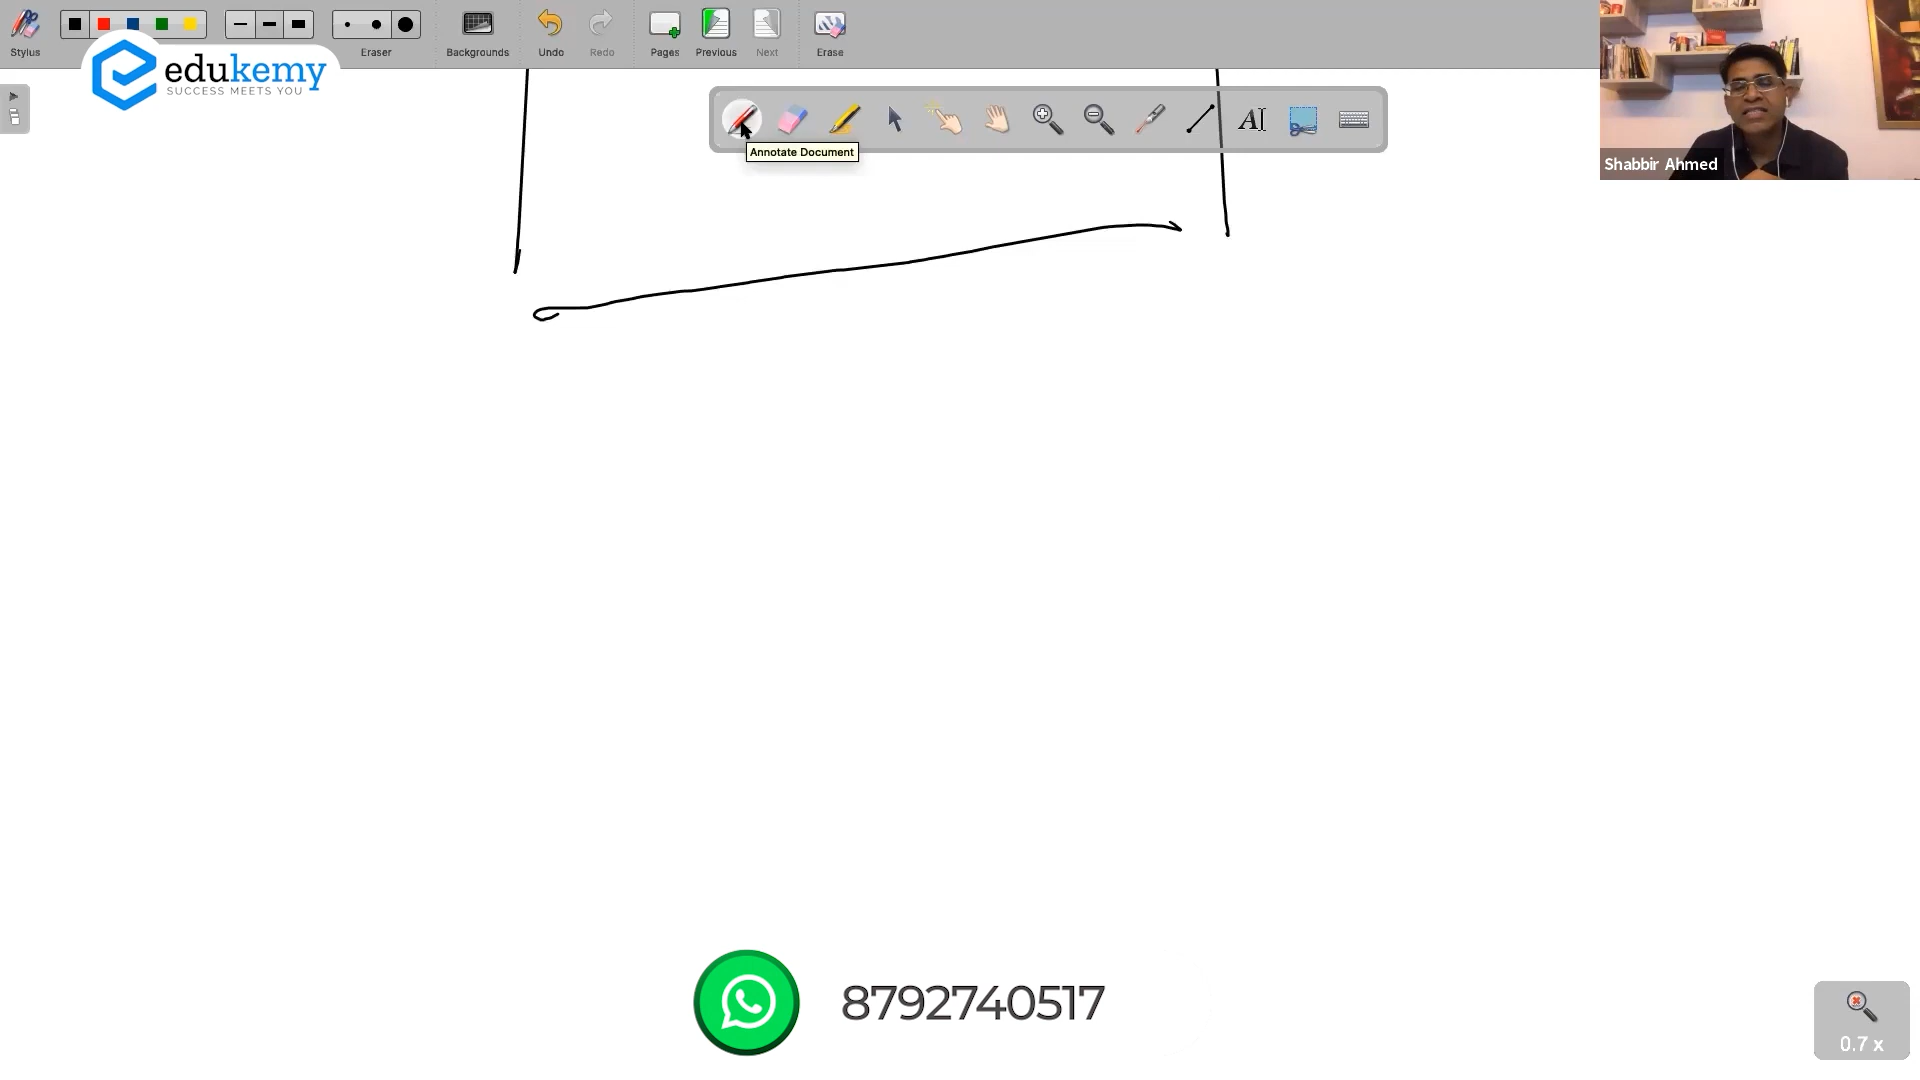 Stylus
Eraser
Backgrounds
Undo
Redo
Pages
Previous
Next
Erase
edukemy
SUCCESS MEETS YOU
Annotate Document
AI
Shabbir Ahmed
8792740517
0.7 x